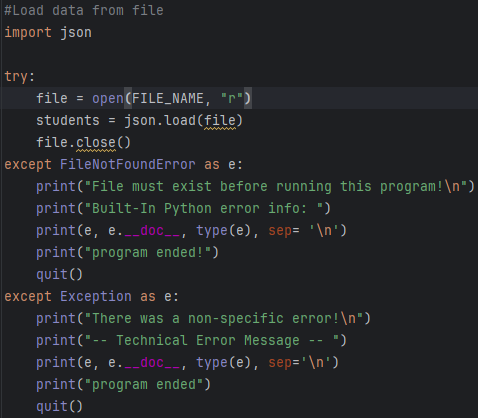 #Load data from file
import json

try:
    file = open(FILE_NAME, "r")
    students = json.load(file)
    file.close()
except FileNotFoundError as e:
    print("File must exist before running this program!\n")
    print("Built-In Python error info: ")
    print(e, e.__doc__, type(e), sep= '\n')
    print("program ended!")
    quit()
except Exception as e:
    print("There was a non-specific error!\n")
    print("-- Technical Error Message -- ")
    print(e, e.__doc__, type(e), sep='\n')
    print("program ended")
    quit()